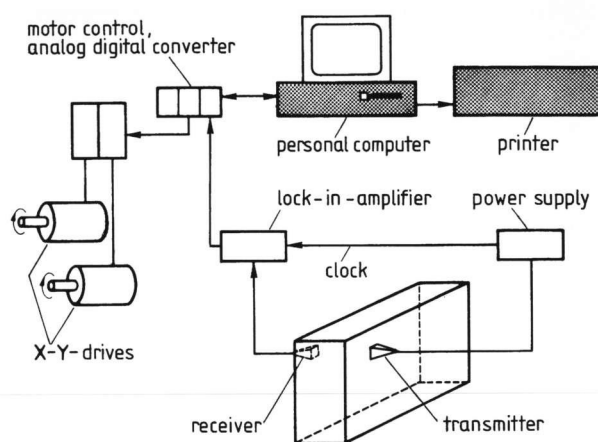 motor control,
analog digital converter
personal computer
printer
lock-in-amplifier
power supply
clock
X-Y-drives
receiver
transmitter